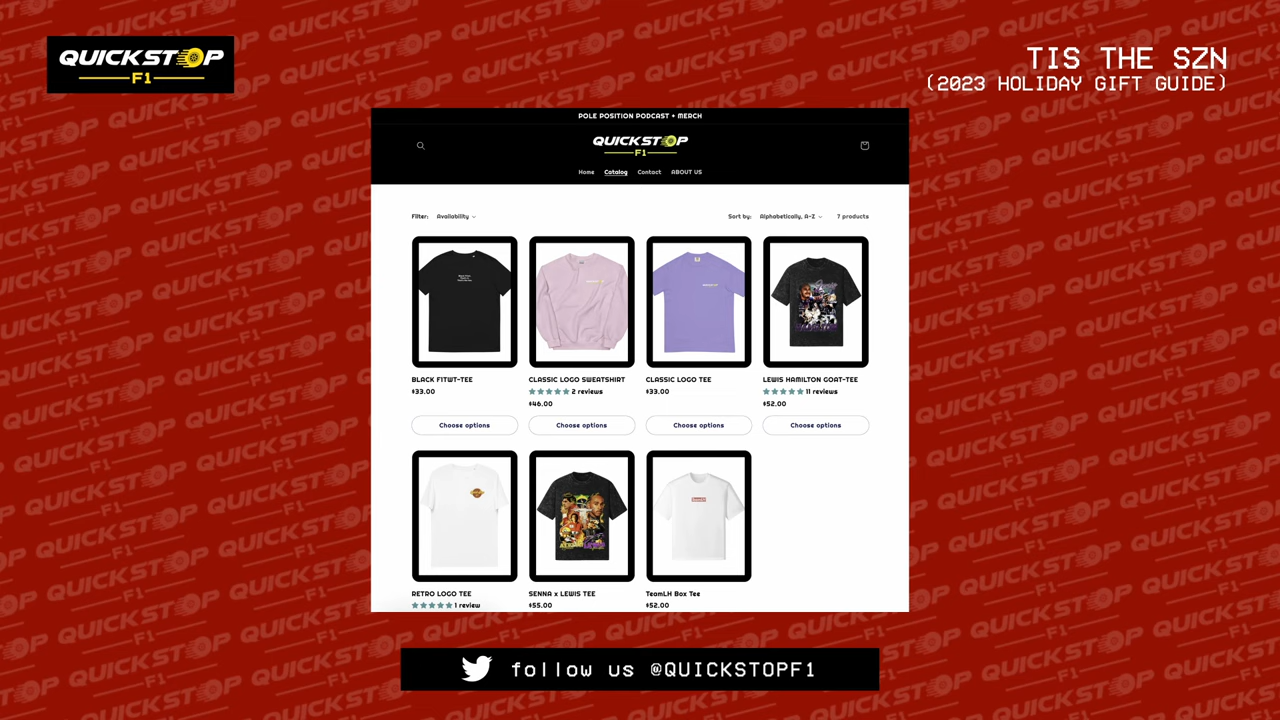 QUICKSTOP
F1
TIS THE SZN
(2023 HOLIDAY GIFT GUIDE)
POLE POSITION PODCAST + MERCH
QUICKSTOP
F1
Home Catalog Contact ABOUT US
Filter: Availability
Sort by: Alphabetically, A-Z 7 products
BLACK FITWT-TEE
$33.00
Choose options
CLASSIC LOGO SWEATSHIRT
2 reviews
$46.00
Choose options
CLASSIC LOGO TEE
$33.00
Choose options
LEWIS HAMILTON GOAT-TEE
11 reviews
$52.00
Choose options
RETRO LOGO TEE
1 review
SENNA x LEWIS TEE
$55.00
TeamLH Box Tee
$52.00
follow us @QUICKSTOPF1